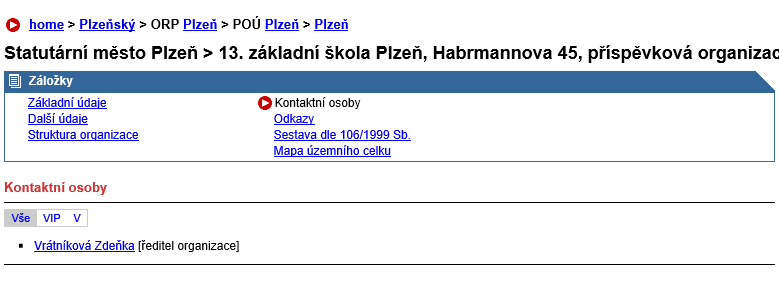 home > Plzeňský > ORP Plzeň > POÚ Plzeň > Plzeň
Statutární město Plzeň > 13. základní škola Plzeň, Habrmannova 45, příspěvková organizac
Záložky
Základní údaje
Další údaje
Struktura organizace
Kontaktní osoby
Odkazy
Sestava dle 106/1999 Sb.
Mapa územního celku
Kontaktní osoby
Vše VIP V
Vrátníková Zdeňka [ředitel organizace]